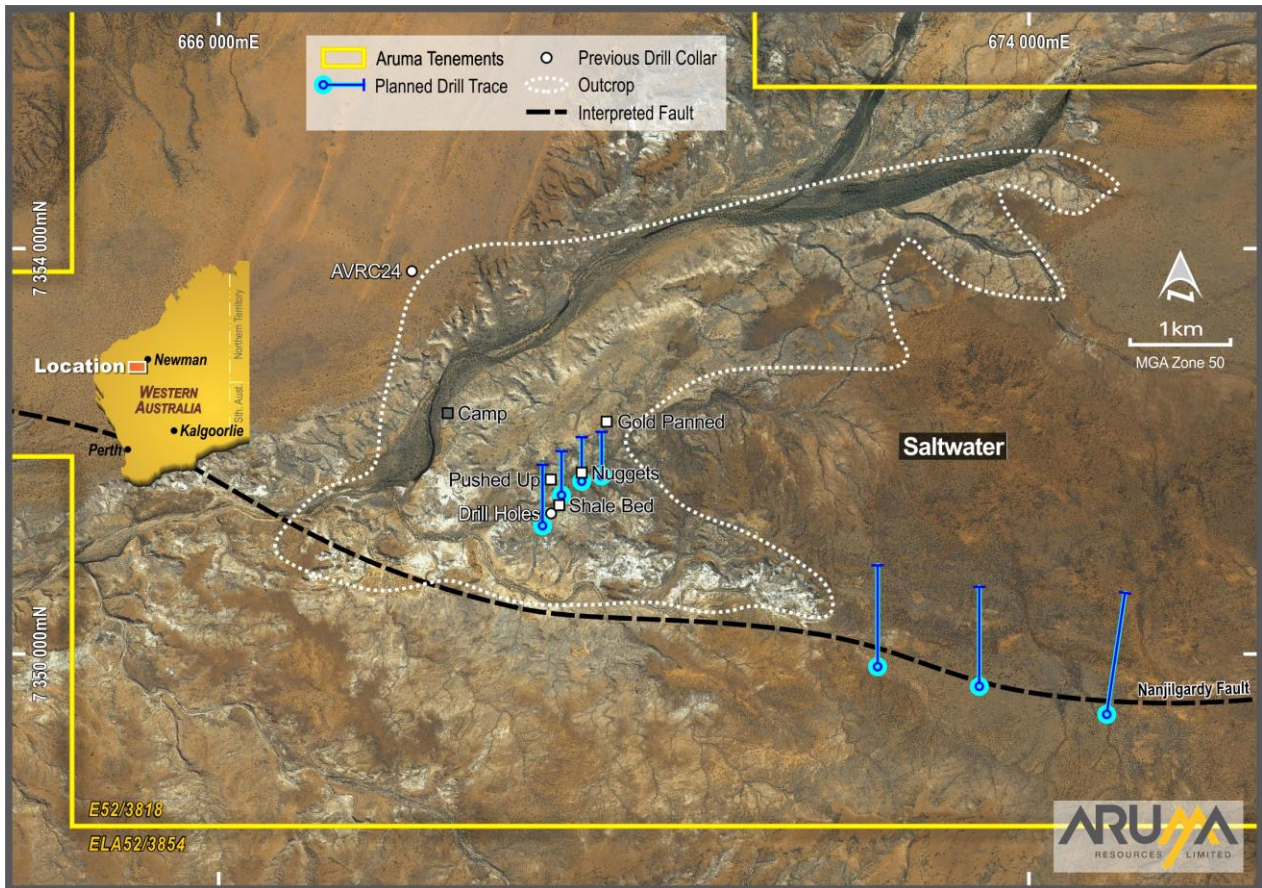 666 000mE
674 000mE
Aruma Tenements
Planned Drill Trace
Previous Drill Collar
Outcrop
Interpreted Fault
7 354 000mN
AVRC24
N
1km
MGA Zone 50
Location
Newman
WESTERN
AUSTRALIA
Kalgoorlie
Perth
Northern Territory
Sth. Aust.
Camp
Gold Panned
Saltwater
Pushed Up
Nuggets
Drill Holes
Shale Bed
7 350 000mN
Nanjilgardy Fault
E52/3818
ELA52/3854
ARUMA
RESOURCES LIMITED